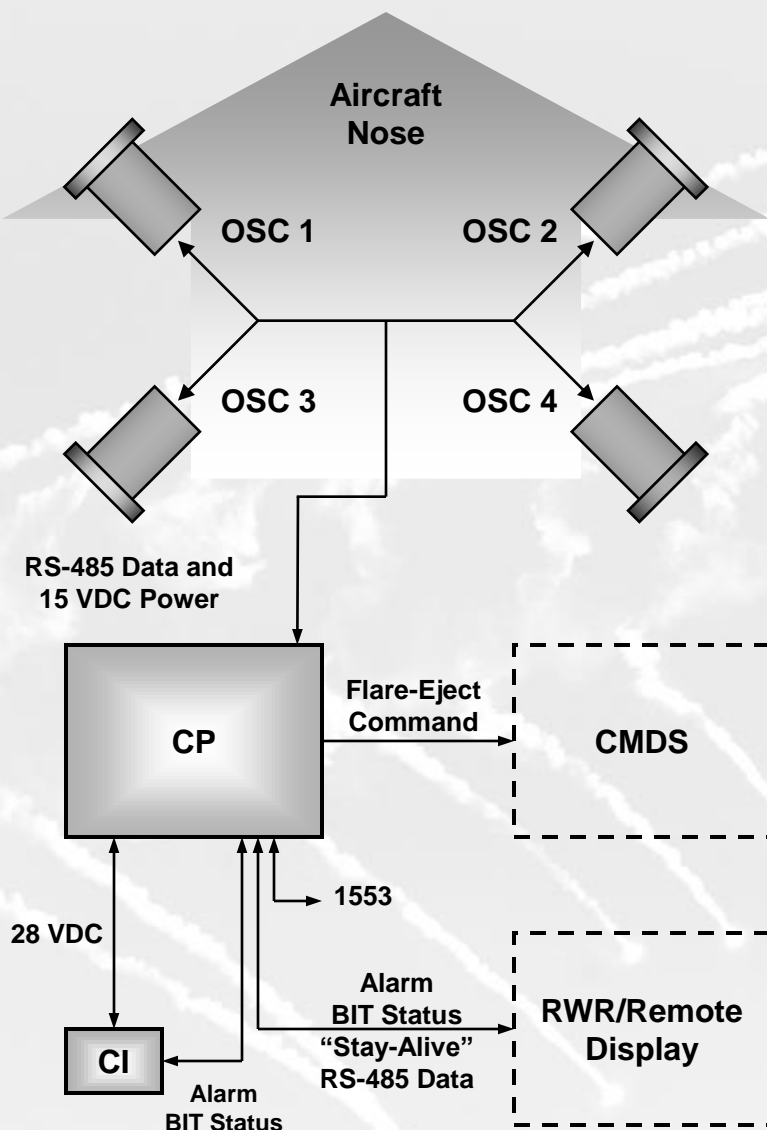 Aircraft
Nose
OSC 1
OSC 2
OSC 3
OSC 4
RS-485 Data and
15 VDC Power
CP
Flare-Eject
Command
CMDS
1553
28 VDC
CI
Alarm
BIT Status
Alarm
BIT Status
“Stay-Alive”
RS-485 Data
RWR/Remote
Display